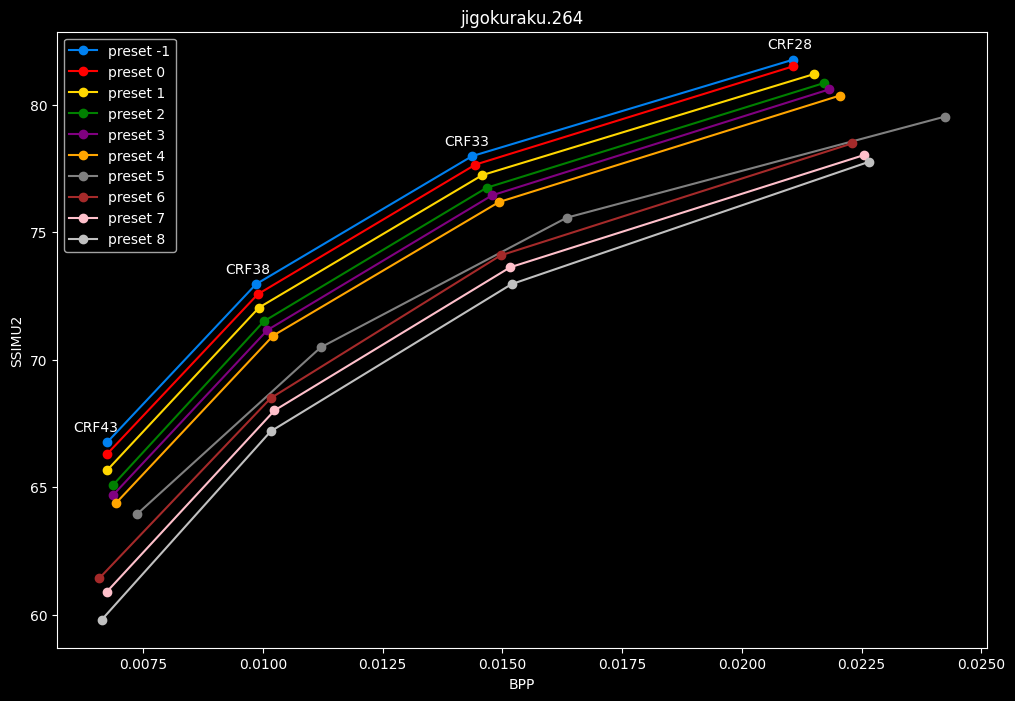 jigokuraku.264
preset -1
preset 0
preset 1
preset 2
preset 3
preset 4
preset 5
preset 6
preset 7
preset 8
CRF28
CRF33
CRF38
CRF43
SSIMU2
80
75
70
65
60
0.0075 0.0100 0.0125 0.0150 0.0175 0.0200 0.0225 0.0250
BPP